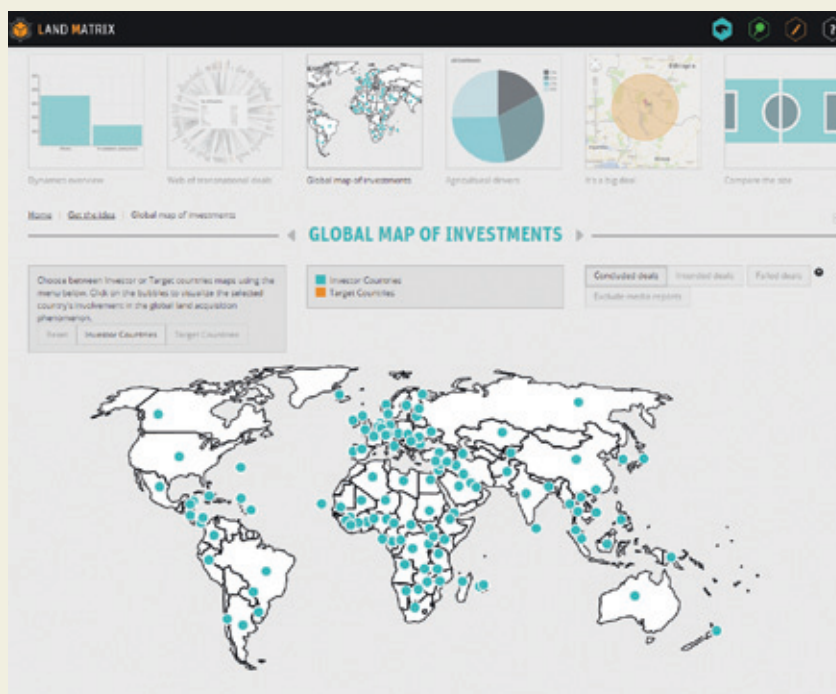 LAND MATRIX
?
Dynamics overview
Web of transnational deals
Global map of investments
Agricultural drivers
It's a big deal
Compare the size
Home | Get the Idea | Global map of investments
GLOBAL MAP OF INVESTMENTS
Choose between Investor or Target countries maps using the
menu below. Click on the bubbles to visualize the selected
country's involvement in the global land acquisition
phenomenon.
Reset Investor Countries Target Countries
Investor Countries
Target Countries
Concluded deals Intended deals Failed deals
Exclude media reports